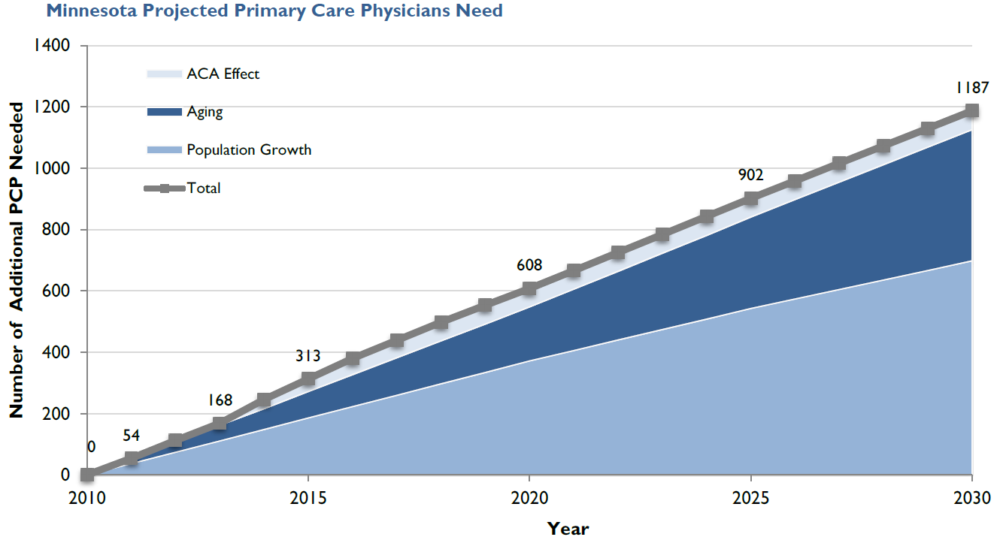 Minnesota Projected Primary Care Physicians Need
Number of Additional PCP Needed
1400
1200
1000
800
600
400
200
0
ACA Effect
Aging
Population Growth
Total
0
54
168
313
608
902
1187
2010
2015
2020
2025
2030
Year